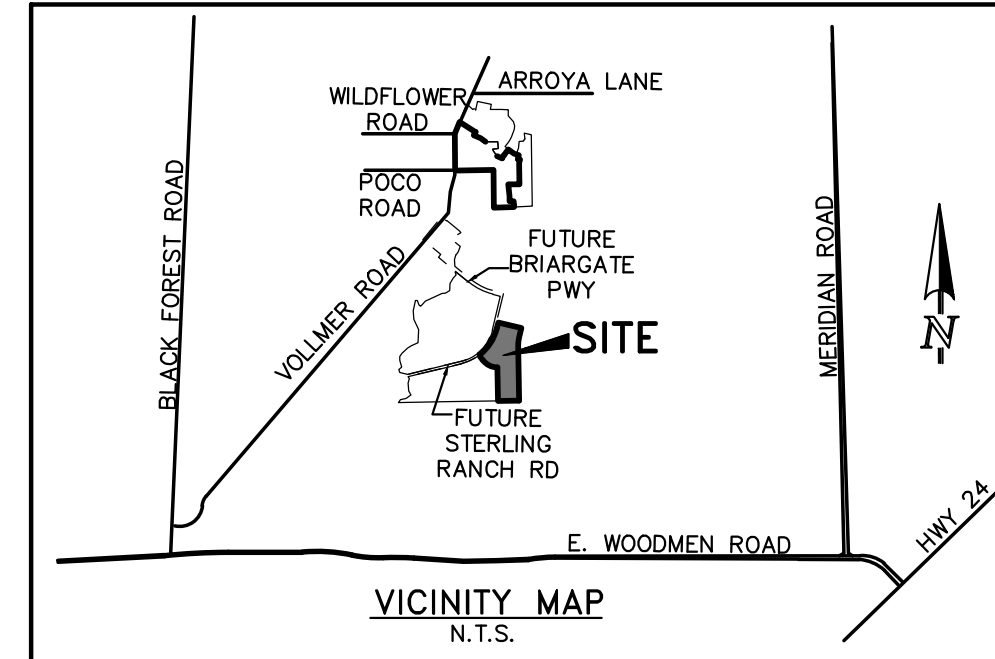 ARROYA LANE
WILDFLOWER
ROAD
POCO
ROAD
BLACK FOREST ROAD
VOLLMER ROAD
FUTURE
BRIARGATE
PWY
MERIDIAN ROAD
N
SITE
FUTURE
STERLING
RANCH RD
HWY 24
E. WOODMEN ROAD
VICINITY MAP
N.T.S.